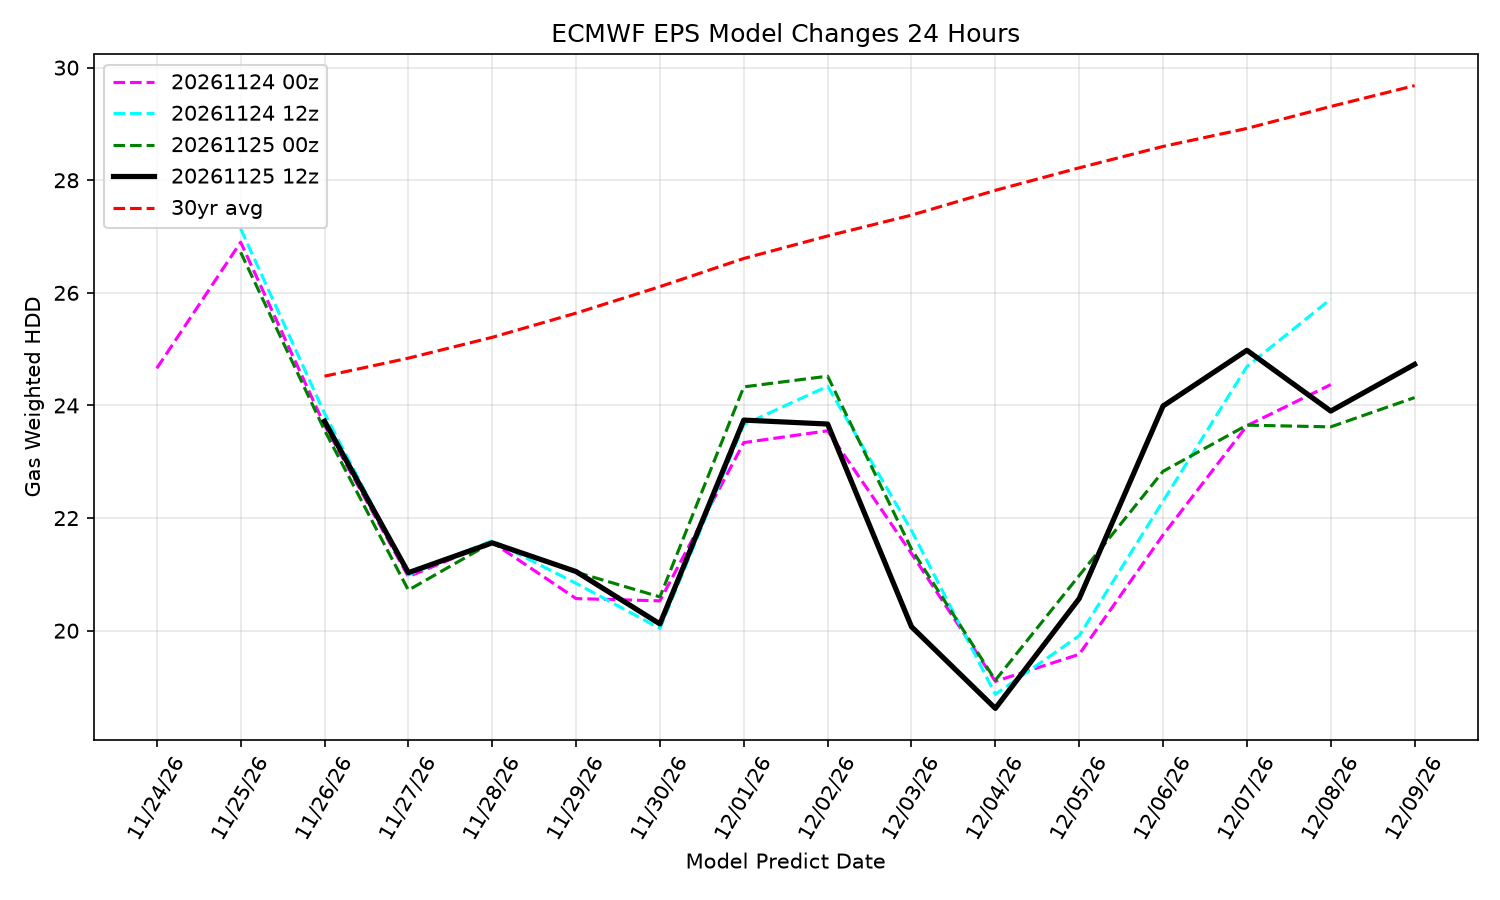 ECMWF EPS Model Changes 24 Hours
30
28
26
24
22
20
Gas Weighted HDD
20261124 00z
20261124 12z
20261125 00z
20261125 12z
30yr avg
11/24/26
11/25/26
11/26/26
11/27/26
11/28/26
11/29/26
11/30/26
12/01/26
12/02/26
12/03/26
12/04/26
12/05/26
12/06/26
12/07/26
12/08/26
12/09/26
Model Predict Date